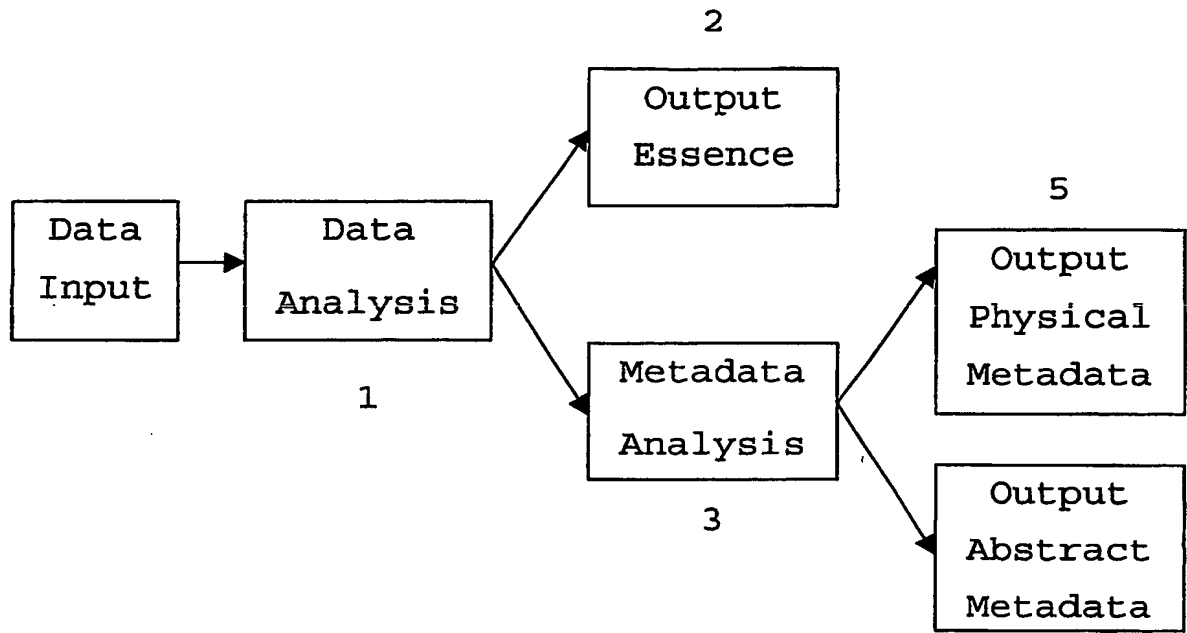 Data
Input
Data
Analysis
1
2
Output
Essence
Metadata
Analysis
3
5
Output
Physical
Metadata
Output
Abstract
Metadata